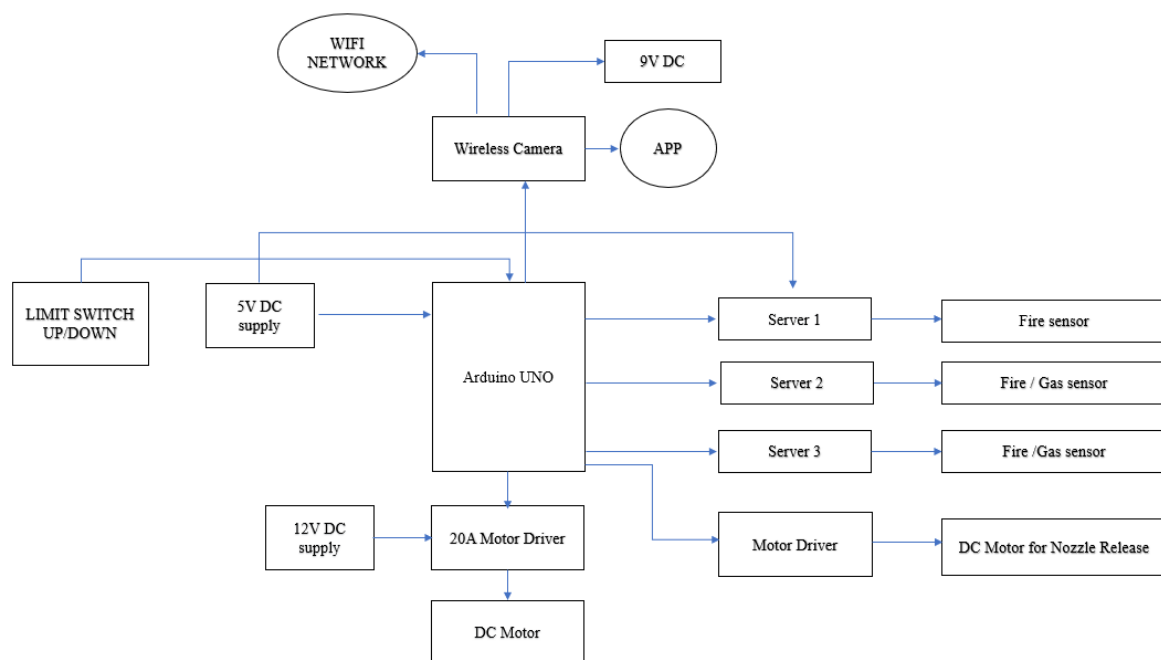 WIFI
NETWORK
9V DC
Wireless Camera
APP
LIMIT SWITCH
UP/DOWN
5V DC
supply
Arduino UNO
Server 1
Fire sensor
Server 2
Fire / Gas sensor
Server 3
Fire /Gas sensor
12V DC
supply
20A Motor Driver
Motor Driver
DC Motor for Nozzle Release
DC Motor